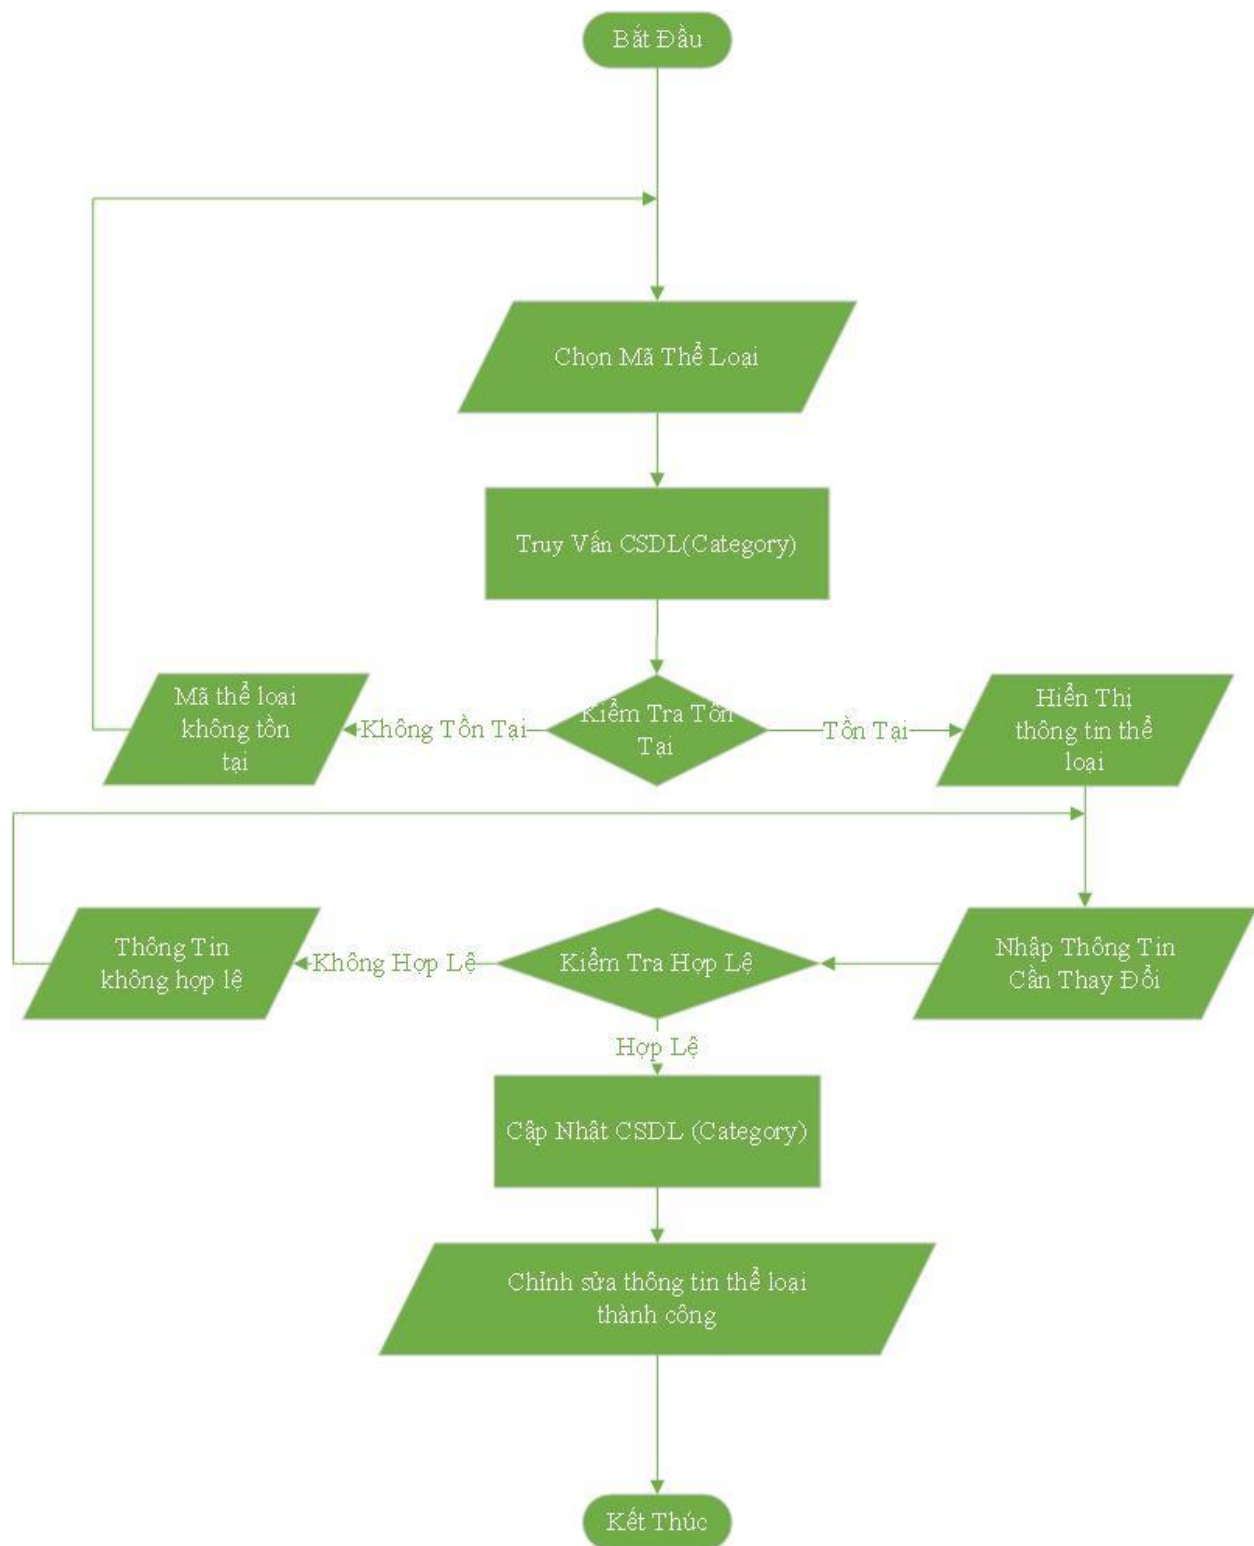 Bắt Đầu
Chọn Mã Thể Loại
Truy Vấn CSDL(Category)
Mã thể loại
không tồn
tại
Không Tồn Tại
Kiểm Tra Tồn
Tại
Tồn Tại
Hiển Thị
thông tin thể
loại
Thông Tin
không hợp lệ
Không Hợp Lệ
Kiểm Tra Hợp Lệ
Nhập Thông Tin
Cần Thay Đổi
Hợp Lệ
Cập Nhật CSDL (Category)
Chỉnh sửa thông tin thể loại
thành công
Kết Thúc